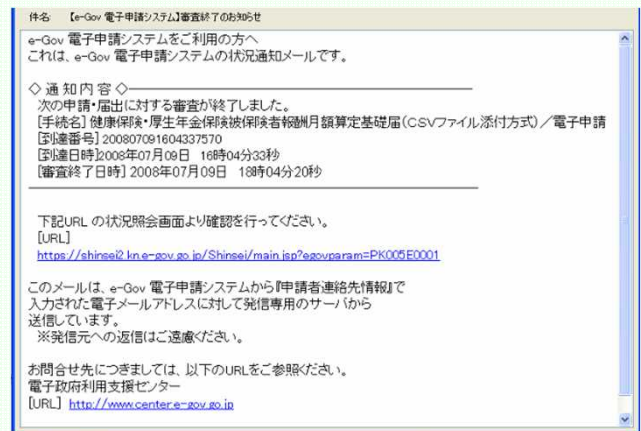 件名: 【e-Gov 電子申請システム】審査終了のお知らせ
e-Gov 電子申請システムをご利用の方へ
これは、e-Gov 電子申請システムの状況通知メールです。
◇ 通 知 内 容 ◇
次の申請・届出に対する審査が終了しました。
[手続名] 健康保険・厚生年金保険被保険者報酬月額算定基礎届(CSVファイル添付方式)/電子申請
[到達番号] 200807091604337570
[到達日時]2008年07月09日 16時04分33秒
[審査終了日時] 2008年07月09日 18時04分20秒
下記URL の状況照会画面より確認を行ってください。
[URL]
https://shinsei2.kn.e-gov.go.jp/Shinsei/main.jsp?egovparam=PK005E0001
このメールは、e-Gov 電子申請システムから『申請者連絡先情報』で
入力された電子メールアドレスに対して発信専用のサーバから
送信しています。
※発信元への返信はご遠慮ください。
お問合せ先につきましては、以下のURLをご参照ください。
電子政府利用支援センター
[URL] http://www.center.e-gov.go.jp